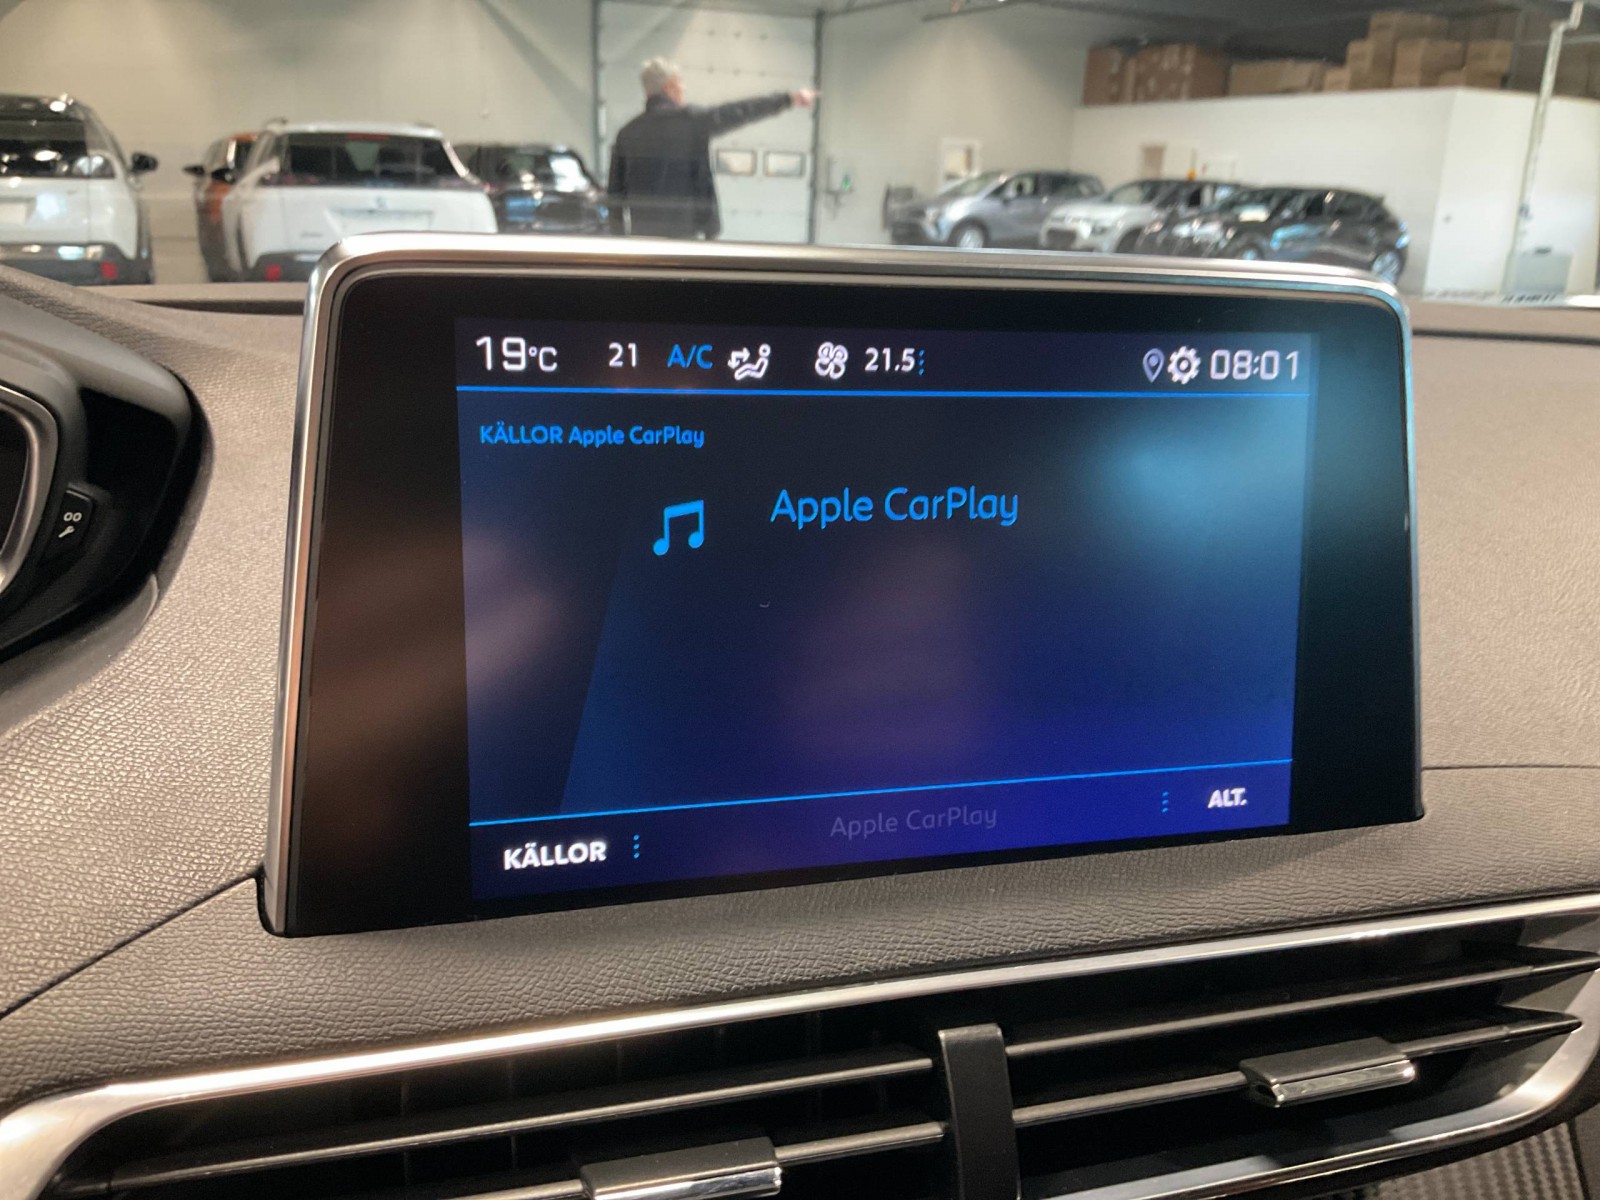 19°C 21 A/C 21.5 08:01
KÄLLOR Apple CarPlay
Apple CarPlay
Apple CarPlay
KÄLLOR
ALT.